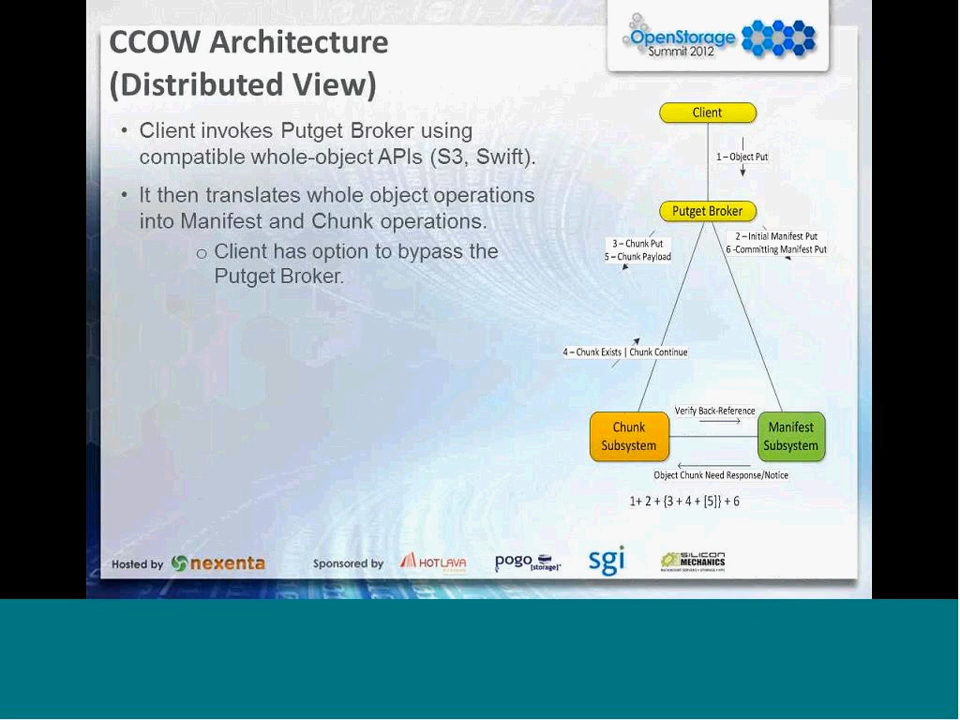 CCOW Architecture
(Distributed View)
OpenStorage
Summit 2012
• Client invokes Putget Broker using
compatible whole-object APIs (S3, Swift).
• It then translates whole object operations
into Manifest and Chunk operations.
o Client has option to bypass the
Putget Broker.
Client
1 – Object Put
Putget Broker
3 – Chunk Put
5 – Chunk Payload
2 – Initial Manifest Put
6 -Committing Manifest Put
4 – Chunk Exists | Chunk Continue
Verify Back-Reference
Chunk
Subsystem
Manifest
Subsystem
Object Chunk Need Response/Notice
1+ 2 + {3 + 4 + [5]} + 6
Hosted by nexenta
Sponsored by
HOTLAVA
pogo
[storage]
sgi
SILICON
MECHANICS